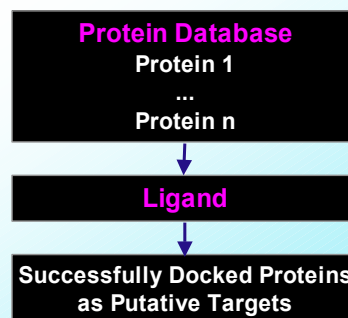 Protein Database
Protein 1
...
Protein n
Ligand
Successfully Docked Proteins
as Putative Targets